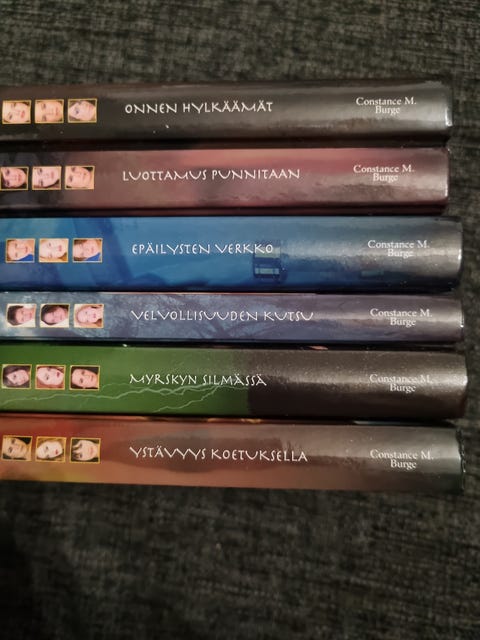 ONNEN HYLKÄÄMÄT
Constance M.
Burge
LUOTTAMUS PUNNITAAN
Constance M.
Burge
EPÄILYSTEN VERKKO
Constance M.
Burge
VELVOLLISUUDEN KUTSU
Constance M.
Burge
MYRSKYN SILMÄSSÄ
Constance M.
Burge
YSTÄVYYS KOETUKSELLA
Constance M.
Burge